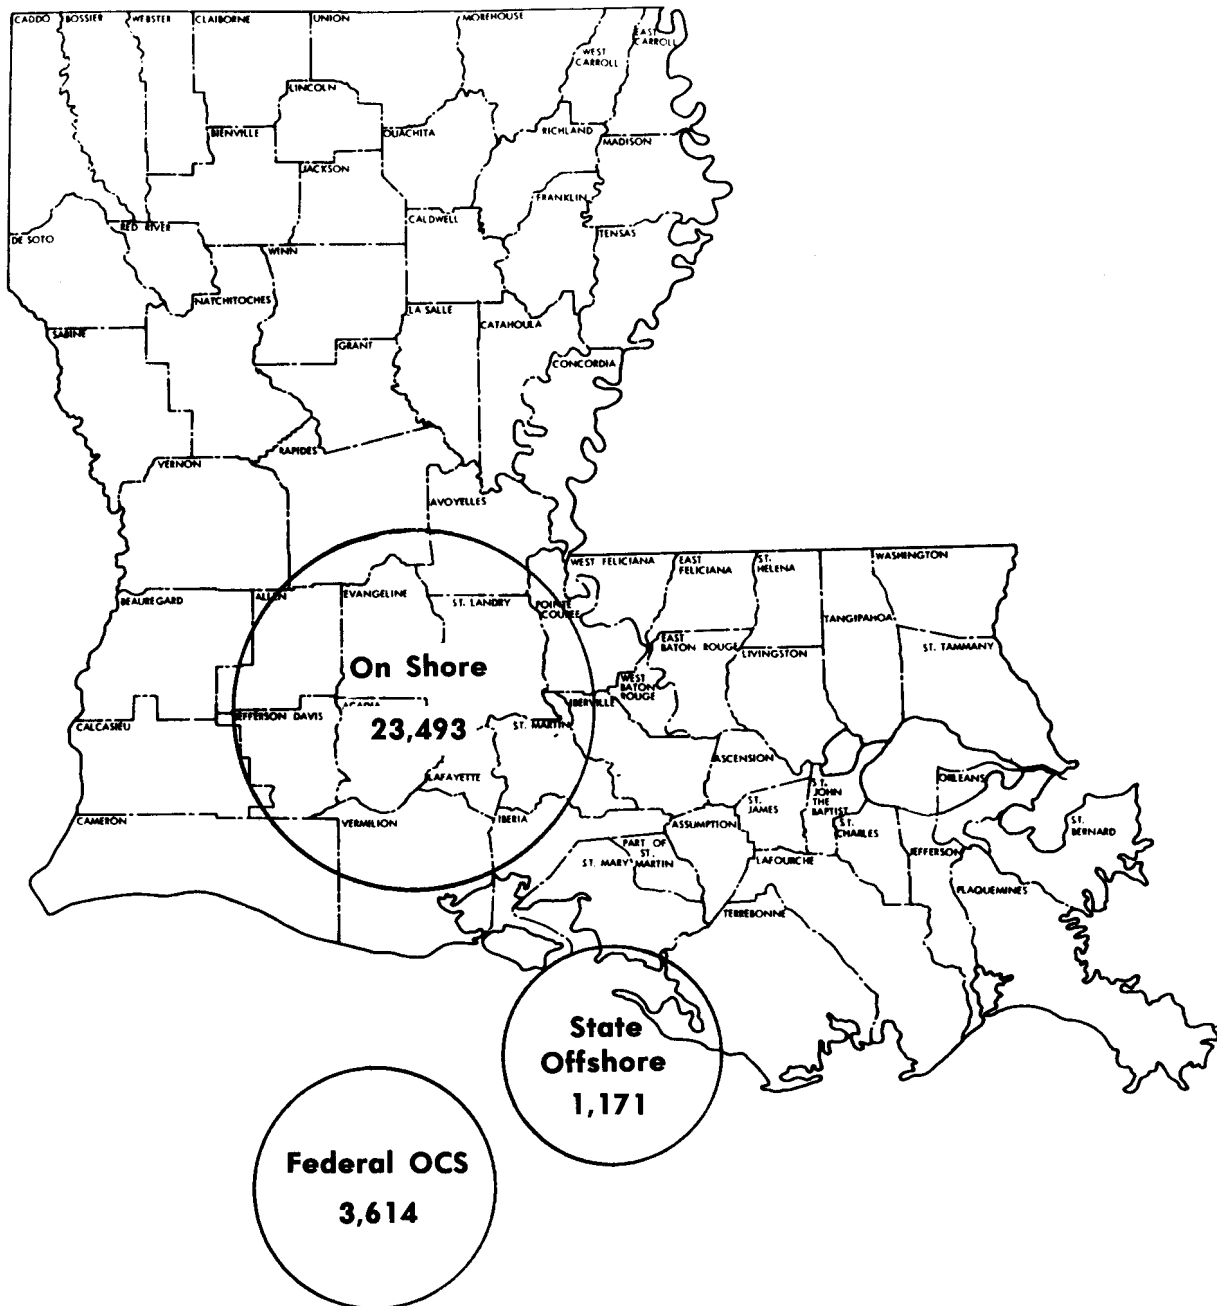 CADDO
BOSSIER
WEBSTER
CLAIBORNE
UNION
MOREHOUSE
WEST
CARROLL
EAST
CARROLL
LINCOLN
BIENVILLE
OUACHITA
RICHLAND
MADISON
JACKSON
FRANKLIN
CALDWELL
DE SOTO
RED RIVER
TENSAS
WINN
NATCHITOCHES
LA SALLE
CATAHOULA
SABINE
GRANT
CONCORDIA
RAPIDES
VERNON
AVOYELLES
WEST FELICIANA
EAST
FELICIANA
ST.
HELENA
WASHINGTON
BEAUREGARD
ALLEN
EVANGELINE
ST. LANDRY
POINTE
COUPEE
TANGIPAHOA
EAST
BATON ROUGE
LIVINGSTON
ST. TAMMANY
On Shore
23,493
WEST
BATON
ROUGE
IBERVILLE
JEFFERSON DAVIS
ACADIA
ST. MARTIN
CALCASIEU
ASCENSION
LAFAYETTE
ORLEANS
ST.
JOHN
THE
BAPTIST
ST.
JAMES
CAMERON
VERMILION
IBERIA
ASSUMPTION
ST.
CHARLES
ST.
BERNARD
PART OF
ST.
MARTIN
ST. MARY
LAFOURCHE
JEFFERSON
PLAQUEMINES
TERREBONNE
State
Offshore
1,171
Federal OCS
3,614